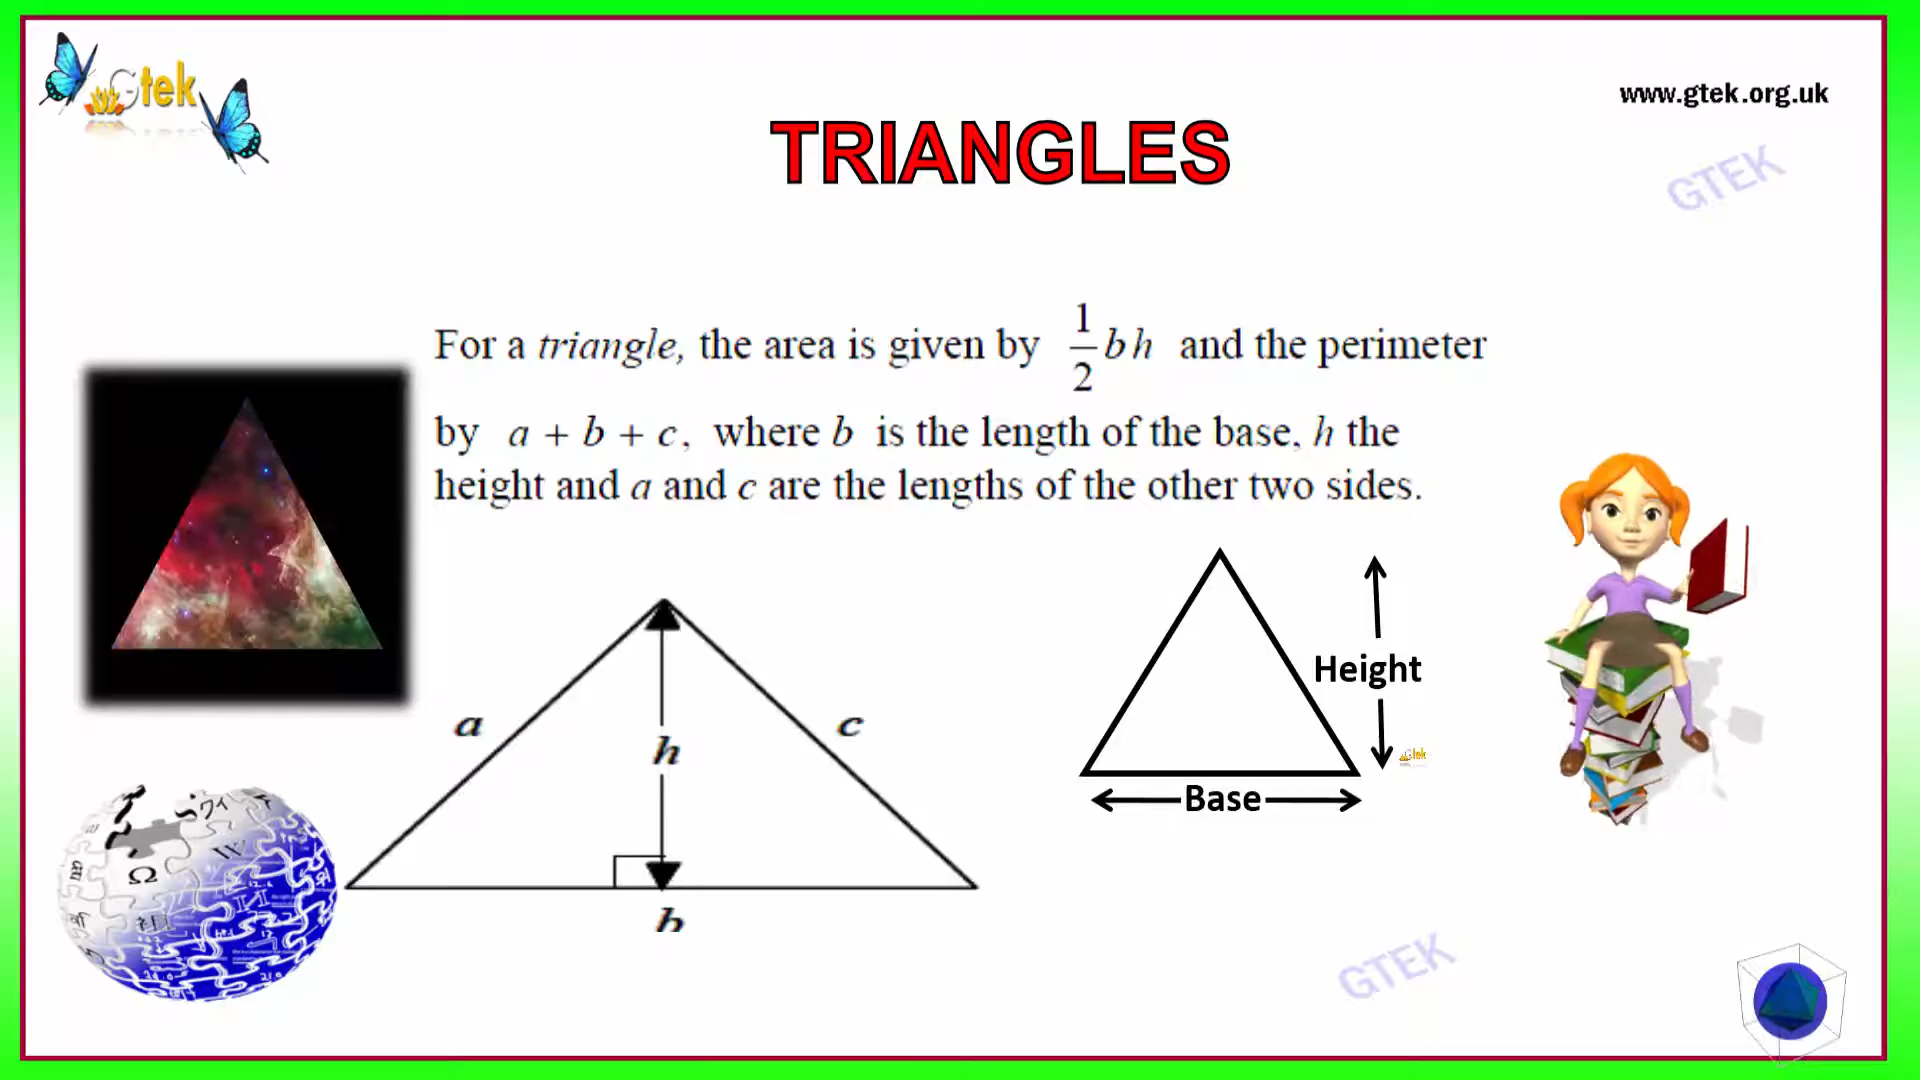 Gtek
www.gtek.org.uk
TRIANGLES
GTEK
For a triangle, the area is given by 1/2 b h and the perimeter
by a + b + c, where b is the length of the base, h the
height and a and c are the lengths of the other two sides.
a
h
c
b
Height
Gtek
Base
Ω
W
GTEK